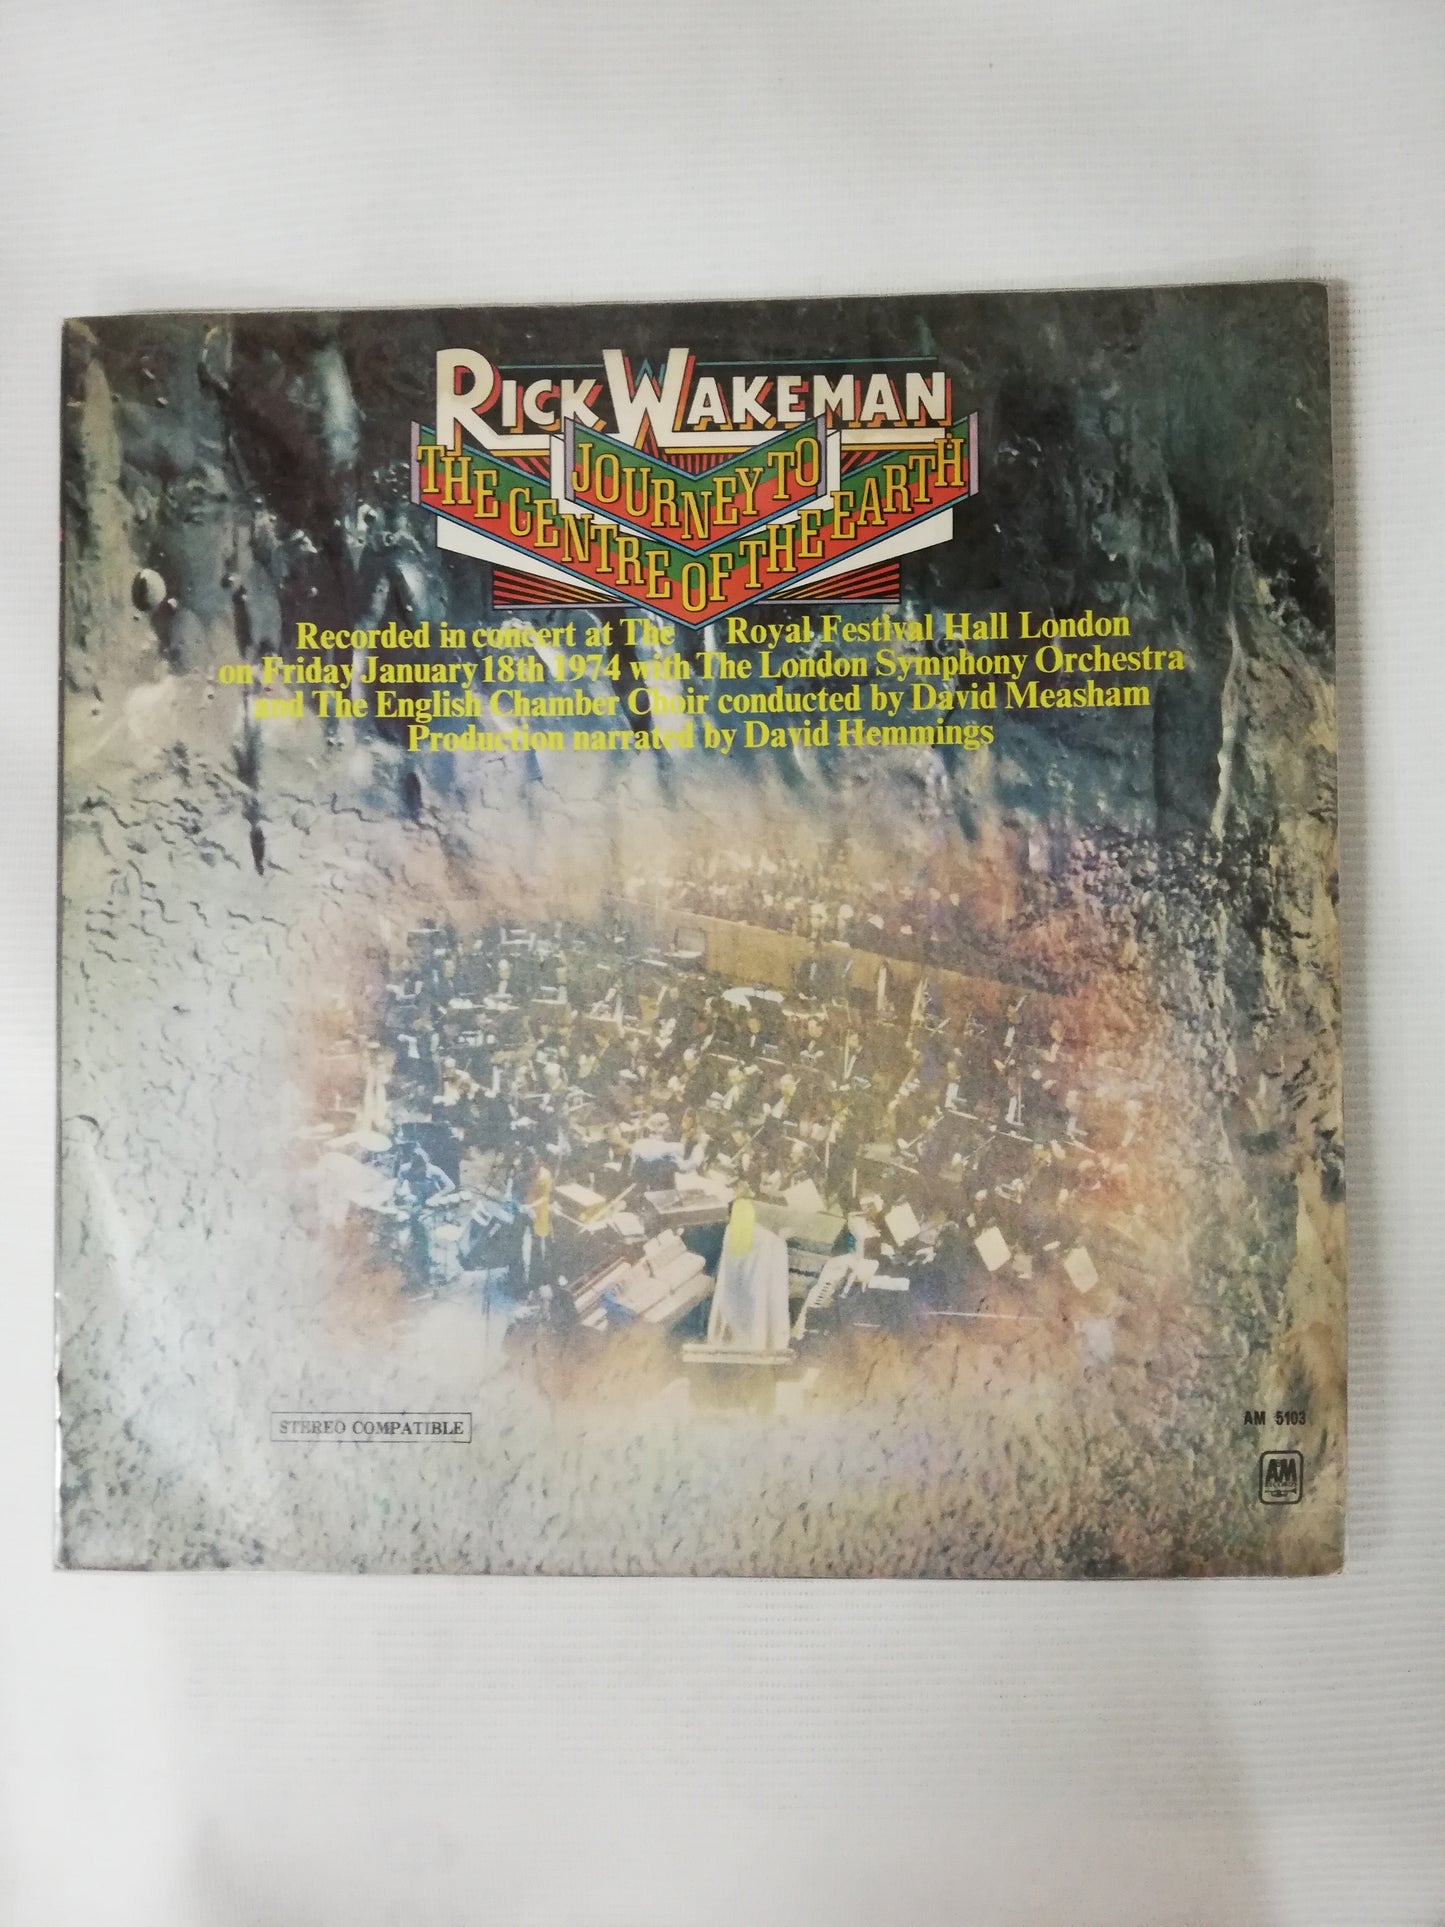 RICK WAKEMAN
JOURNEY TO
THE CENTRE OF THE EARTH
Recorded in concert at The Royal Festival Hall London
on Friday January 18th 1974 with The London Symphony Orchestra
and The English Chamber Choir conducted by David Measham
Production narrated by David Hemmings
STEREO COMPATIBLE
AM 5103
A&M
RECORDS